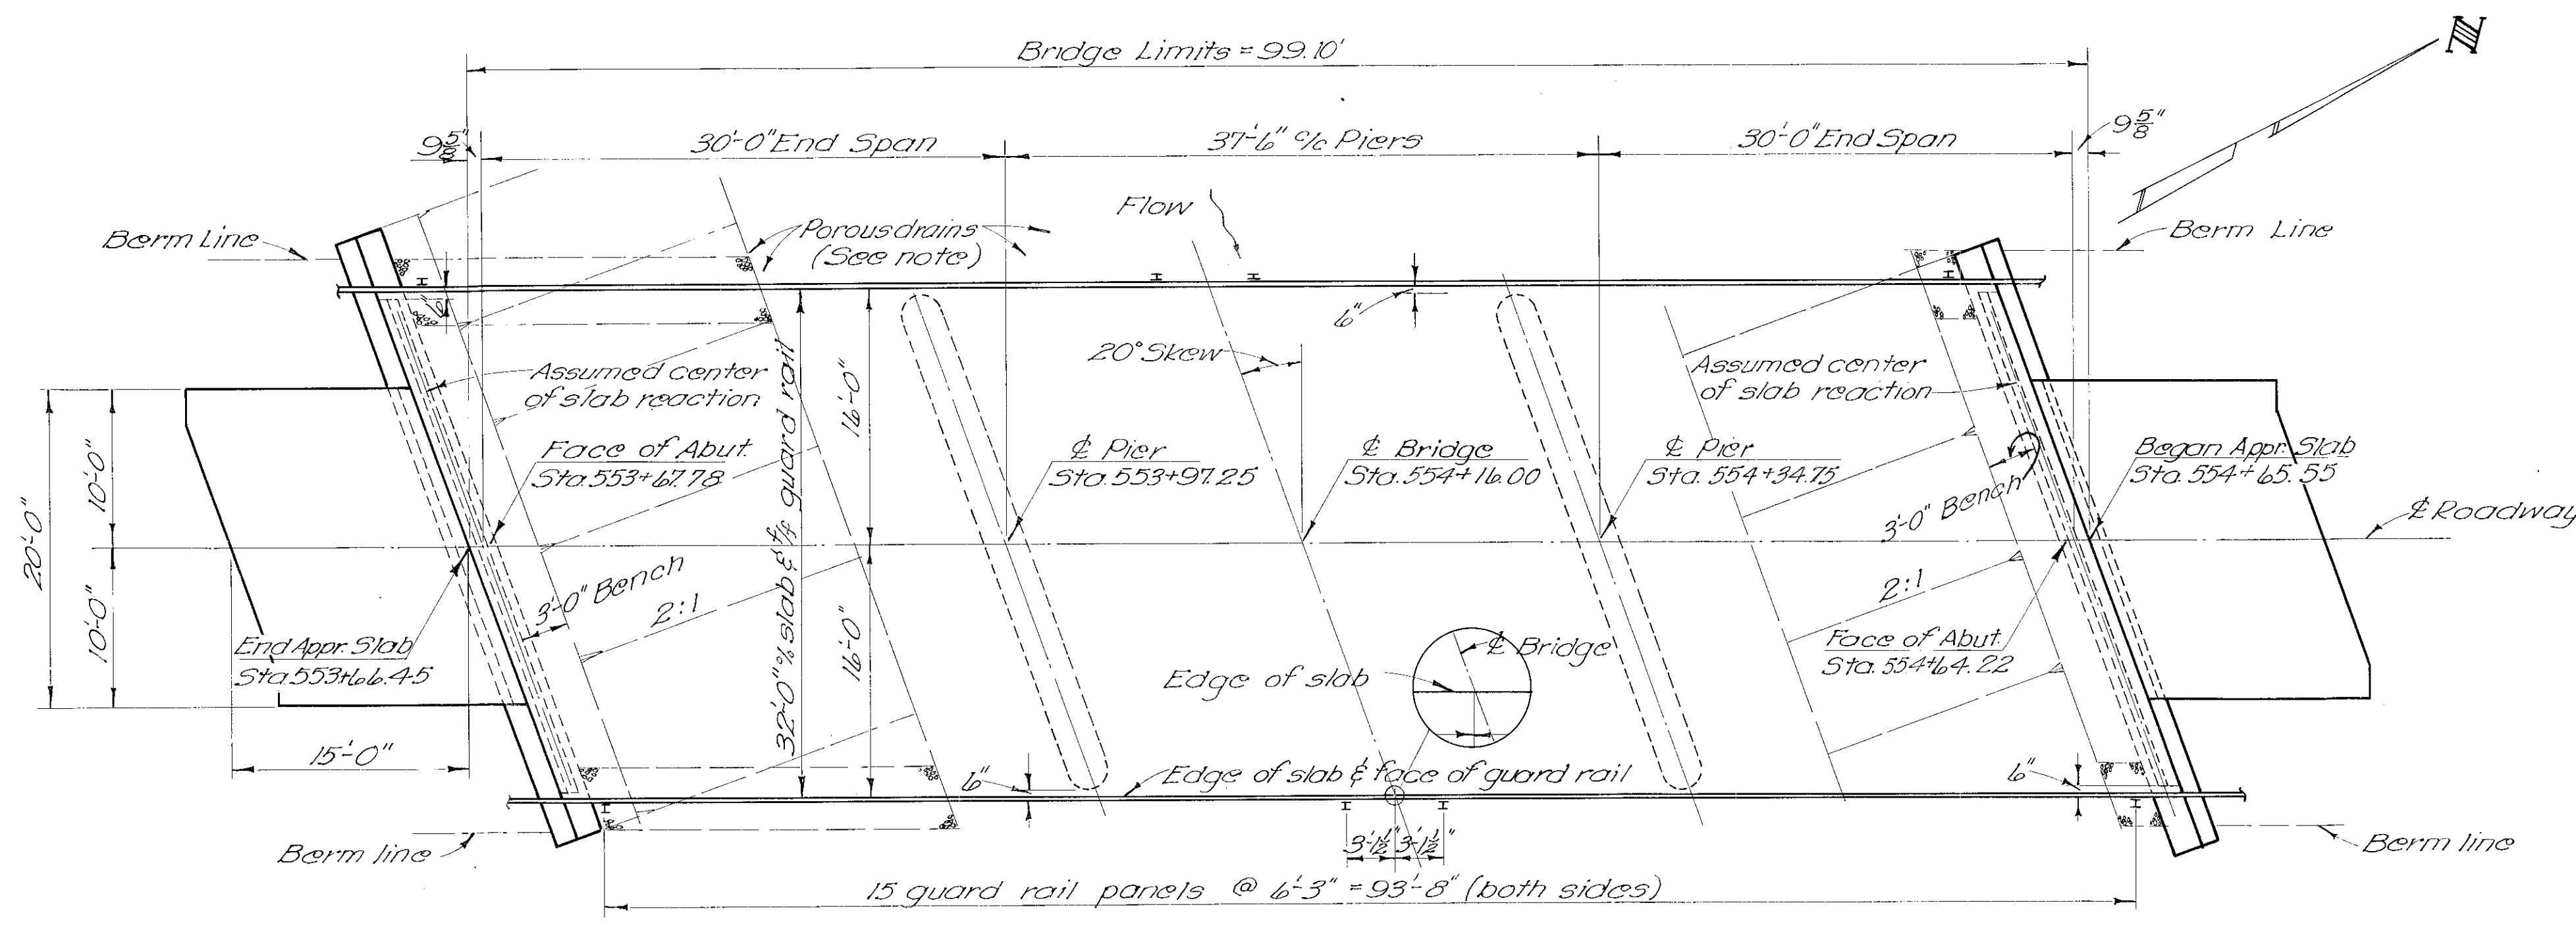 N
Bridge Limits = 99.10'
9 5/8"
30'-0" End Span
37'-6" c/c Piers
30'-0" End Span
9 5/8"
Flow
Berm Line
Porous drains
(See note)
Berm Line
6"
6"
20° Skew
Assumed center
of slab reaction
Assumed center
of slab reaction
32'-0" o/o slab & f/f guard rail
16'-0"
16'-0"
20'-0"
10'-0"
10'-0"
Face of Abut.
Sta. 553+67.78
℄ Pier
Sta. 553+97.25
℄ Bridge
Sta. 554+16.00
℄ Pier
Sta. 554+34.75
Began Appr. Slab
Sta. 554+65.55
3'-0" Bench
℄ Roadway
3'-0" Bench
2:1
2:1
End Appr. Slab
Sta. 553+66.45
Face of Abut.
Sta. 554+64.22
℄ Bridge
Edge of slab
15'-0"
6"
Edge of slab & face of guard rail
6"
Berm line
3'-1 1/2"
3'-1 1/2"
Berm line
15 guard rail panels @ 6'-3" = 93'-8" (both sides)